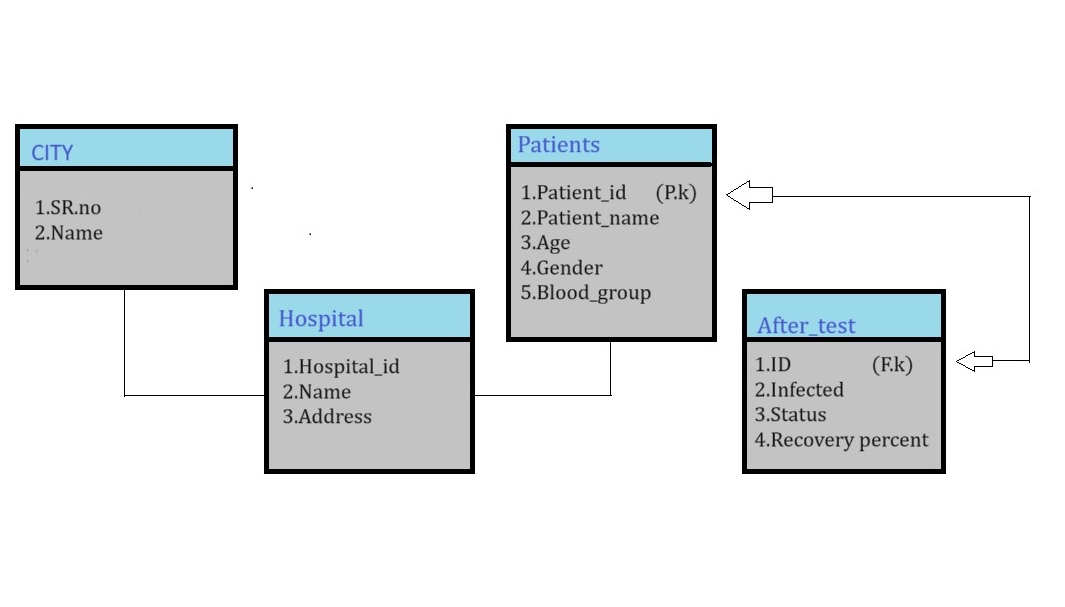 CITY
1.SR.no
2.Name
Hospital
1.Hospital_id
2.Name
3.Address
Patients
1.Patient_id (P.k)
2.Patient_name
3.Age
4.Gender
5.Blood_group
After_test
1.ID (F.k)
2.Infected
3.Status
4.Recovery percent